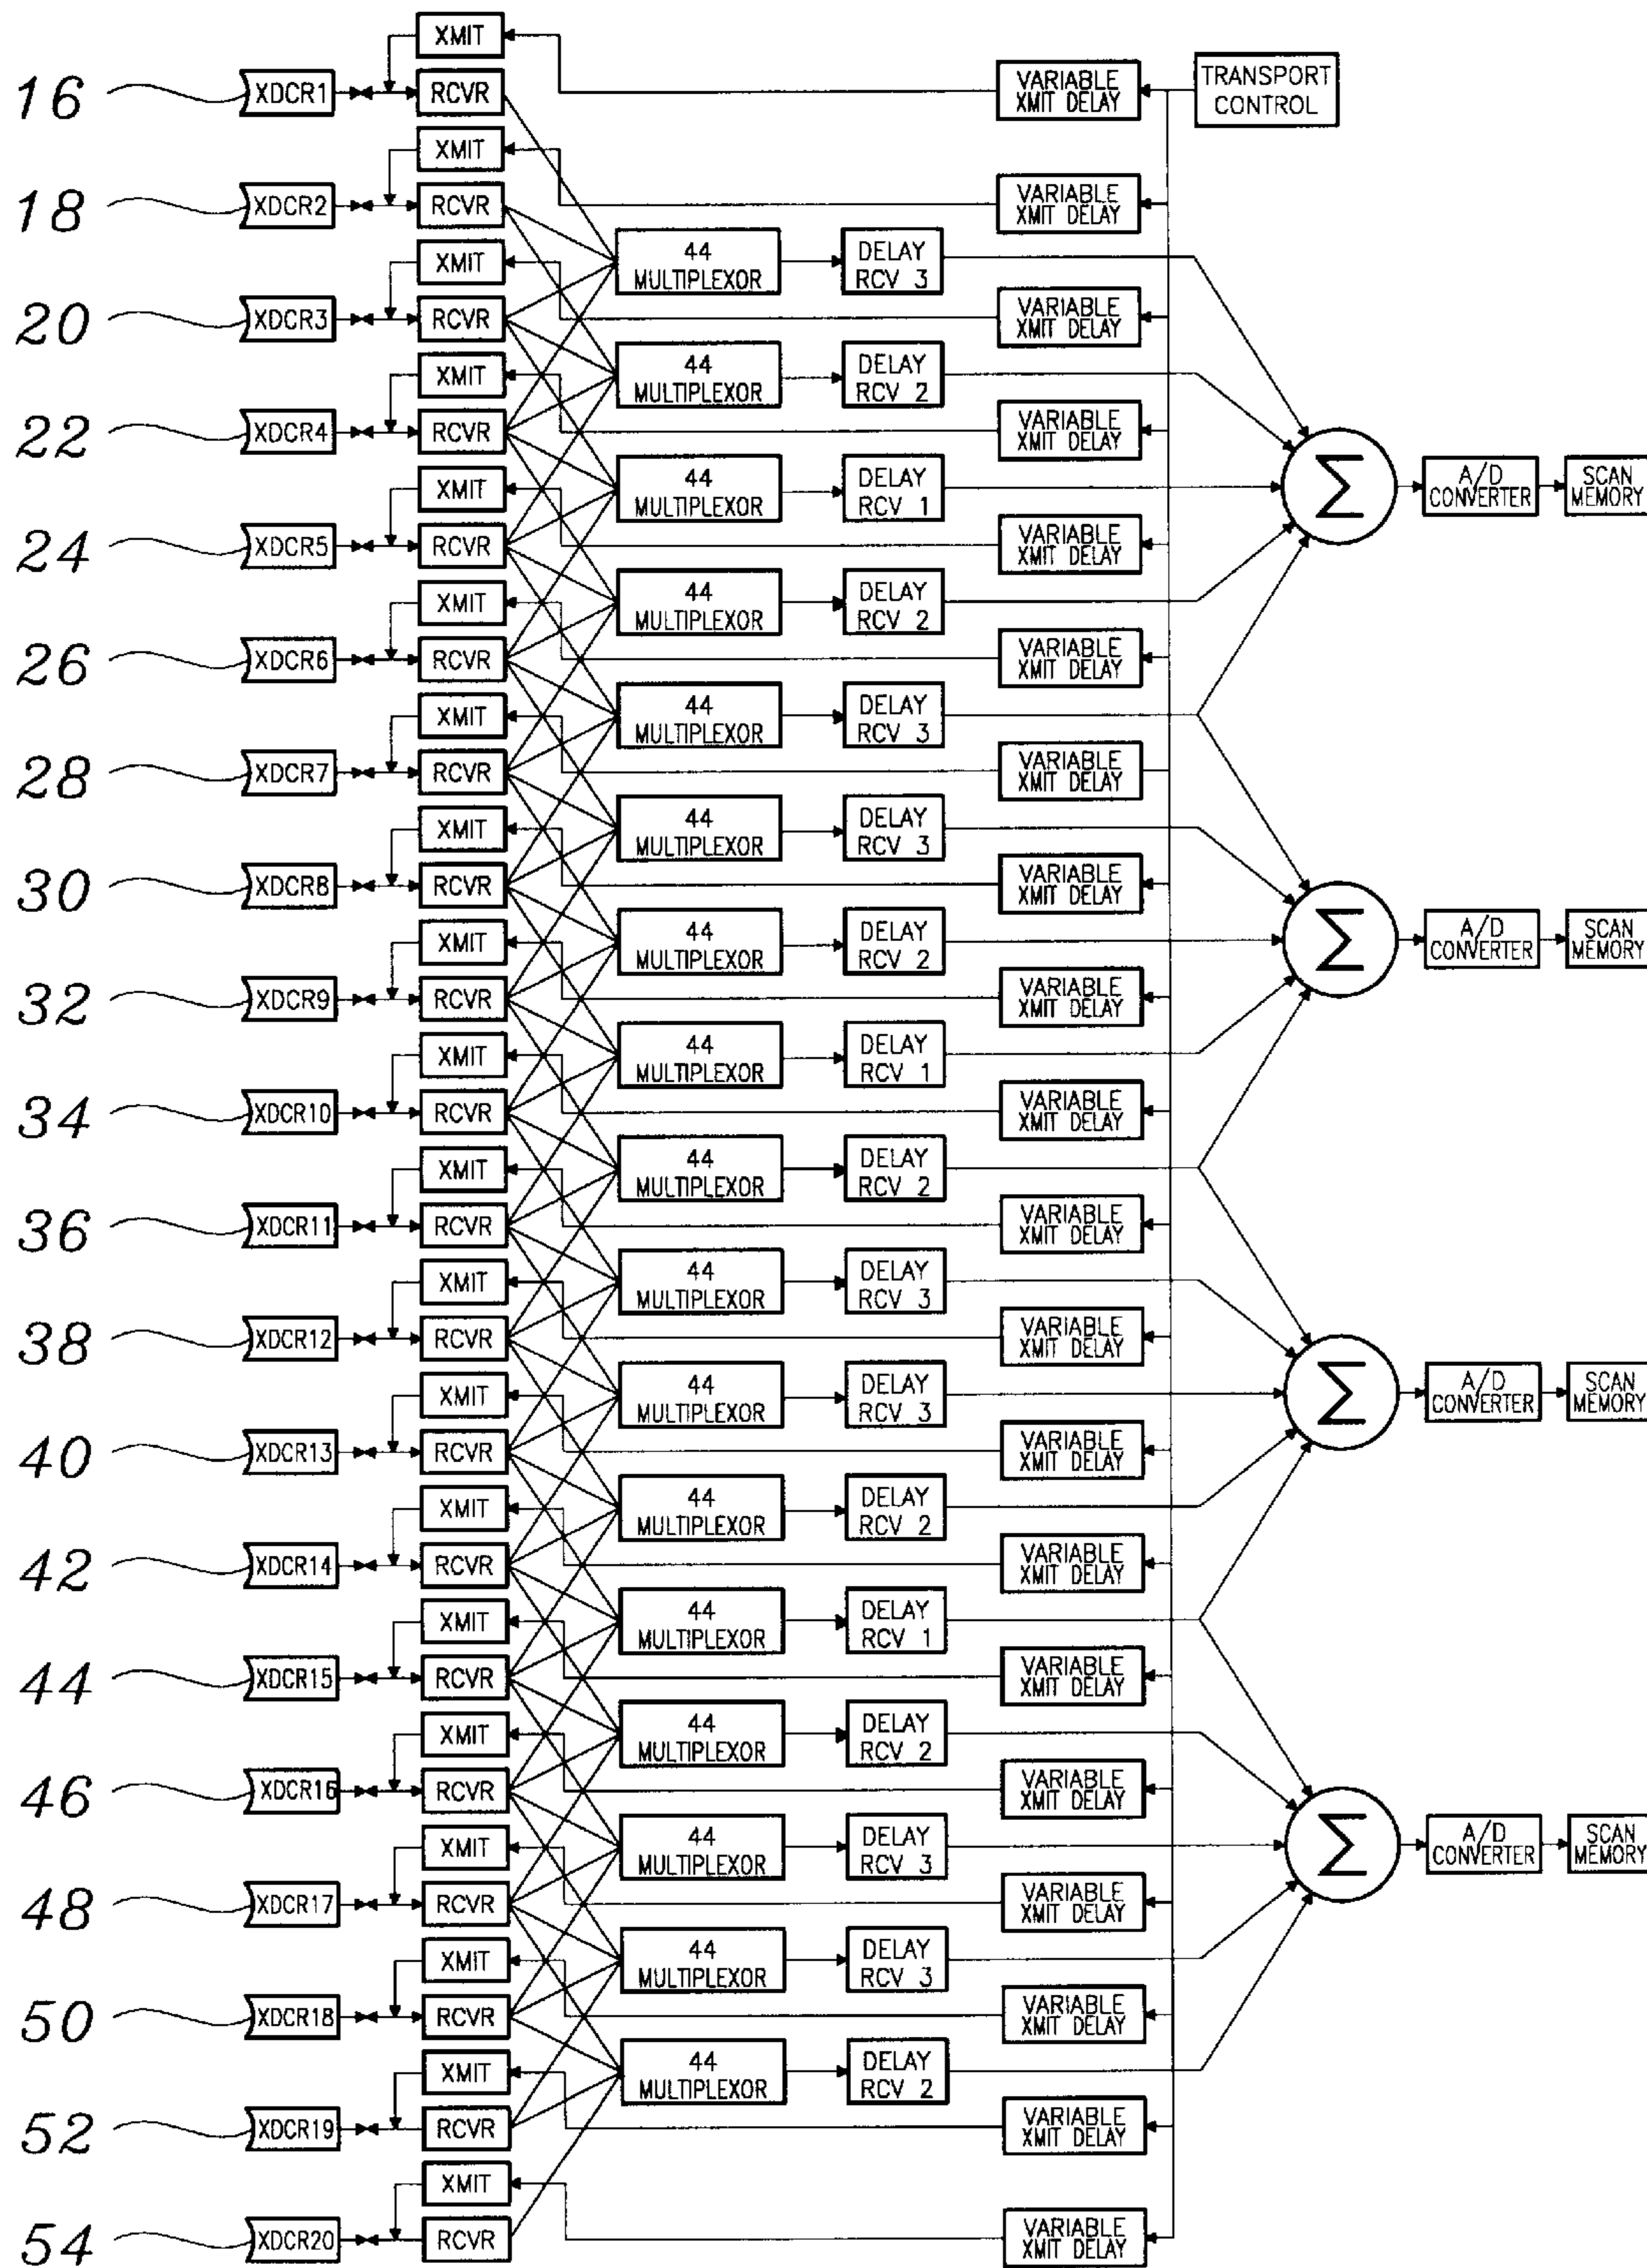 XMIT
16
XDCR1
RCVR
VARIABLE
XMIT DELAY
TRANSPORT
CONTROL
XMIT
18
XDCR2
RCVR
VARIABLE
XMIT DELAY
XMIT
44
MULTIPLEXOR
DELAY
RCV 3
20
XDCR3
RCVR
VARIABLE
XMIT DELAY
XMIT
44
MULTIPLEXOR
DELAY
RCV 2
22
XDCR4
RCVR
VARIABLE
XMIT DELAY
XMIT
44
MULTIPLEXOR
DELAY
RCV 1
Σ
A/D
CONVERTER
SCAN
MEMORY
24
XDCR5
RCVR
VARIABLE
XMIT DELAY
XMIT
44
MULTIPLEXOR
DELAY
RCV 2
26
XDCR6
RCVR
VARIABLE
XMIT DELAY
XMIT
44
MULTIPLEXOR
DELAY
RCV 3
28
XDCR7
RCVR
VARIABLE
XMIT DELAY
XMIT
44
MULTIPLEXOR
DELAY
RCV 3
30
XDCR8
RCVR
VARIABLE
XMIT DELAY
XMIT
44
MULTIPLEXOR
DELAY
RCV 2
Σ
A/D
CONVERTER
SCAN
MEMORY
32
XDCR9
RCVR
VARIABLE
XMIT DELAY
XMIT
44
MULTIPLEXOR
DELAY
RCV 1
34
XDCR10
RCVR
VARIABLE
XMIT DELAY
XMIT
44
MULTIPLEXOR
DELAY
RCV 2
36
XDCR11
RCVR
VARIABLE
XMIT DELAY
XMIT
44
MULTIPLEXOR
DELAY
RCV 3
38
XDCR12
RCVR
VARIABLE
XMIT DELAY
XMIT
44
MULTIPLEXOR
DELAY
RCV 3
Σ
A/D
CONVERTER
SCAN
MEMORY
40
XDCR13
RCVR
VARIABLE
XMIT DELAY
XMIT
44
MULTIPLEXOR
DELAY
RCV 2
42
XDCR14
RCVR
VARIABLE
XMIT DELAY
XMIT
44
MULTIPLEXOR
DELAY
RCV 1
44
XDCR15
RCVR
VARIABLE
XMIT DELAY
XMIT
44
MULTIPLEXOR
DELAY
RCV 2
46
XDCR16
RCVR
VARIABLE
XMIT DELAY
XMIT
44
MULTIPLEXOR
DELAY
RCV 3
Σ
A/D
CONVERTER
SCAN
MEMORY
48
XDCR17
RCVR
VARIABLE
XMIT DELAY
XMIT
44
MULTIPLEXOR
DELAY
RCV 3
50
XDCR18
RCVR
VARIABLE
XMIT DELAY
XMIT
44
MULTIPLEXOR
DELAY
RCV 2
52
XDCR19
RCVR
VARIABLE
XMIT DELAY
XMIT
54
XDCR20
RCVR
VARIABLE
XMIT DELAY